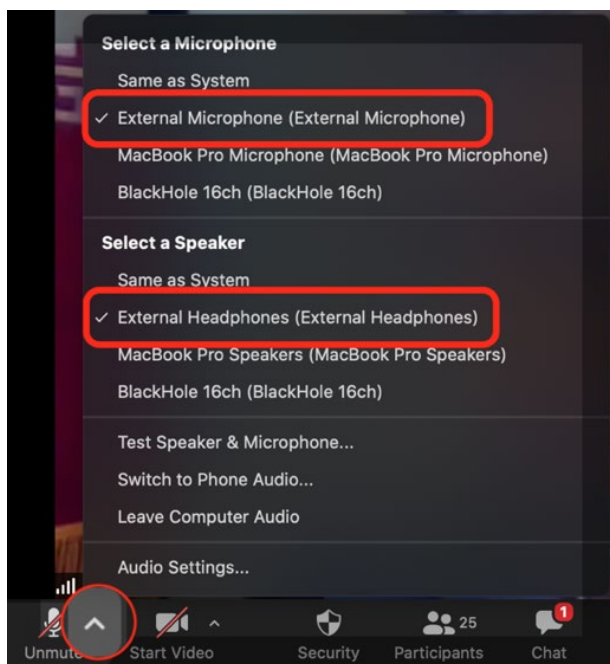 Select a Microphone
Same as System
✓ External Microphone (External Microphone)
MacBook Pro Microphone (MacBook Pro Microphone)
BlackHole 16ch (BlackHole 16ch)
Select a Speaker
Same as System
✓ External Headphones (External Headphones)
MacBook Pro Speakers (MacBook Pro Speakers)
BlackHole 16ch (BlackHole 16ch)
Test Speaker & Microphone...
Switch to Phone Audio...
Leave Computer Audio
Audio Settings...
25
1
Unmute
Start Video
Security
Participants
Chat